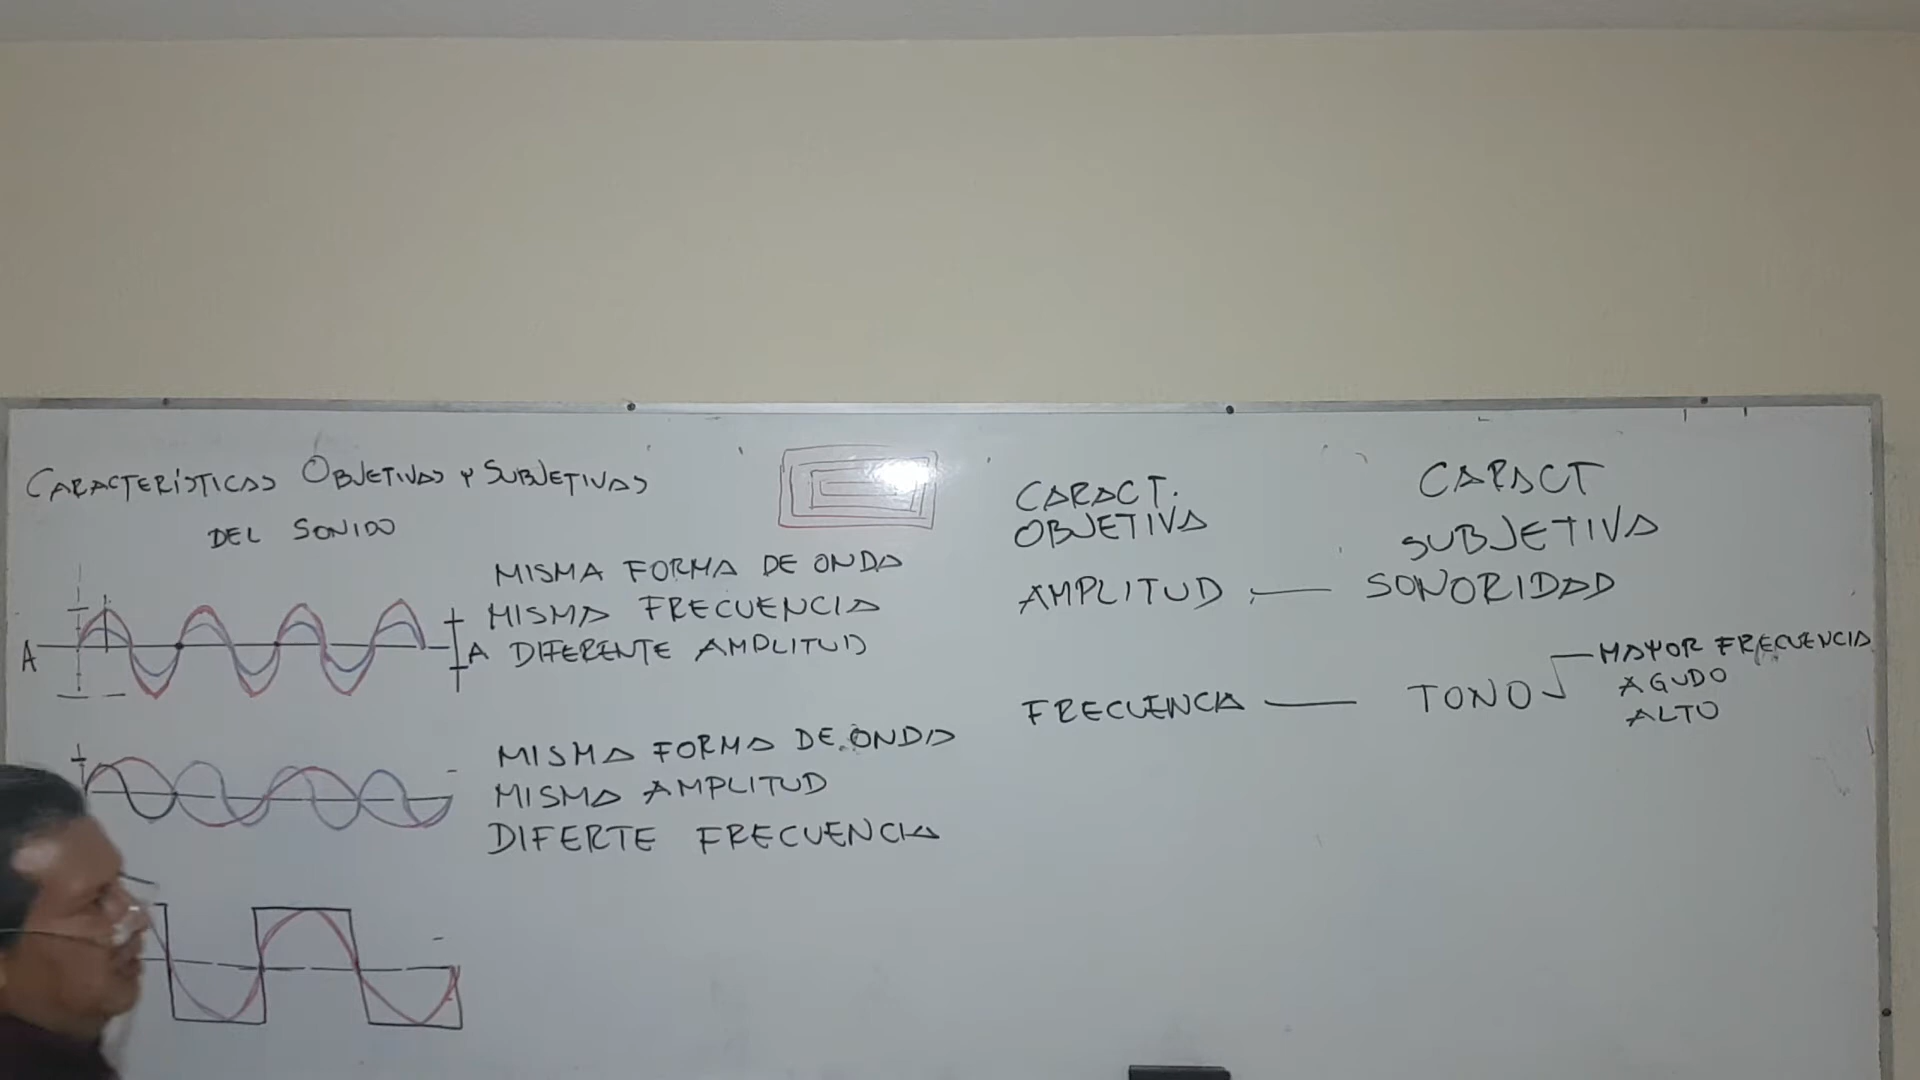 CARACTERÍSTICAS OBJETIVAS Y SUBJETIVAS
DEL SONIDO
MISMA FORMA DE ONDA
MISMA FRECUENCIA
DIFERENTE AMPLITUD
A
A
MISMA FORMA DE ONDA
MISMA AMPLITUD
DIFERTE FRECUENCIA
CARACT.
OBJETIVA
CARACT
SUBJETIVA
AMPLITUD — SONORIDAD
FRECUENCIA — TONO
MAYOR FRECUENCIA
AGUDO
ALTO